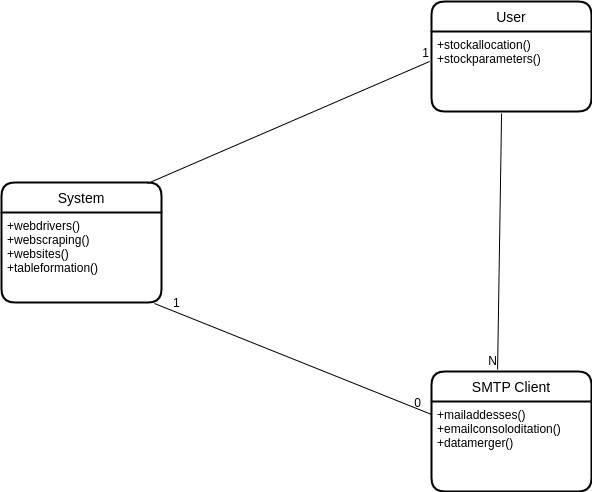 User
+stockallocation()
+stockparameters()
1
System
+webdrivers()
+webscraping()
+websites()
+tableformation()
1
N
SMTP Client
0
+mailaddesses()
+emailconsoloditation()
+datamerger()